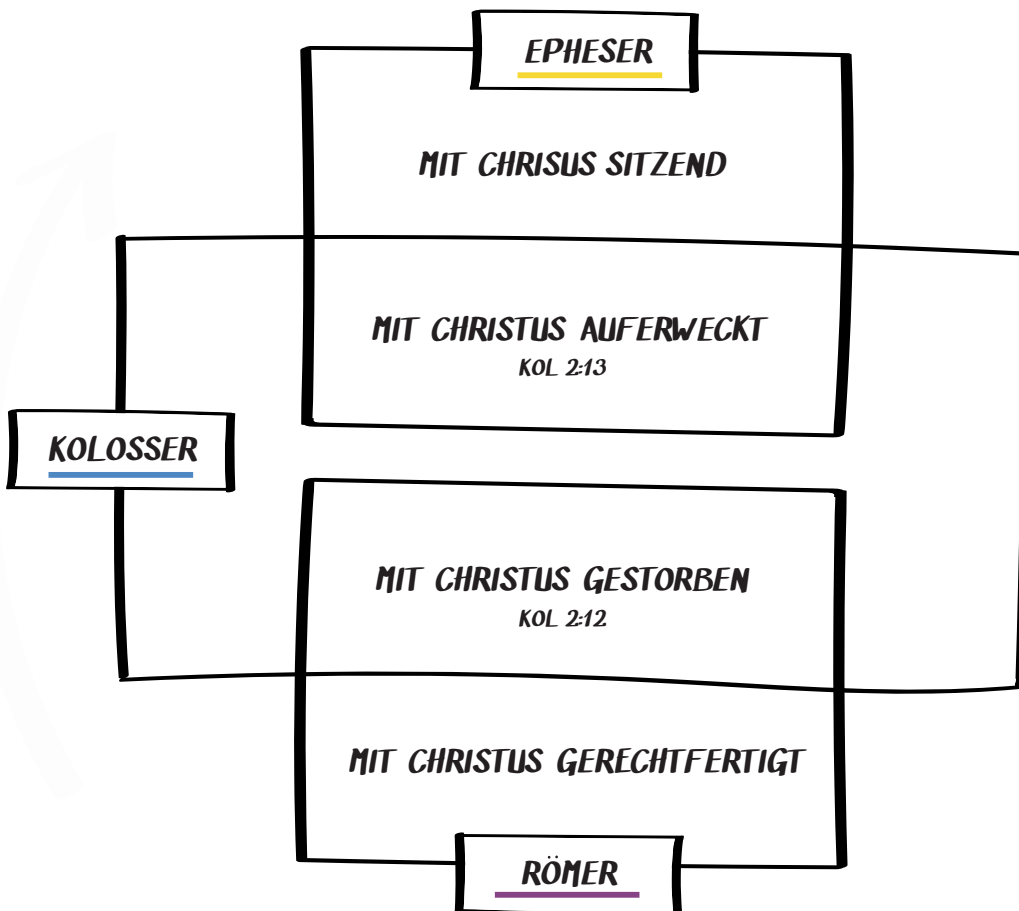 EPHESER
MIT CHRISUS SITZEND
MIT CHRISTUS AUFERWECKT
KOL 2:13
KOLOSSER
MIT CHRISTUS GESTORBEN
KOL 2:12
MIT CHRISTUS GERECHTFERTIGT
RÖMER